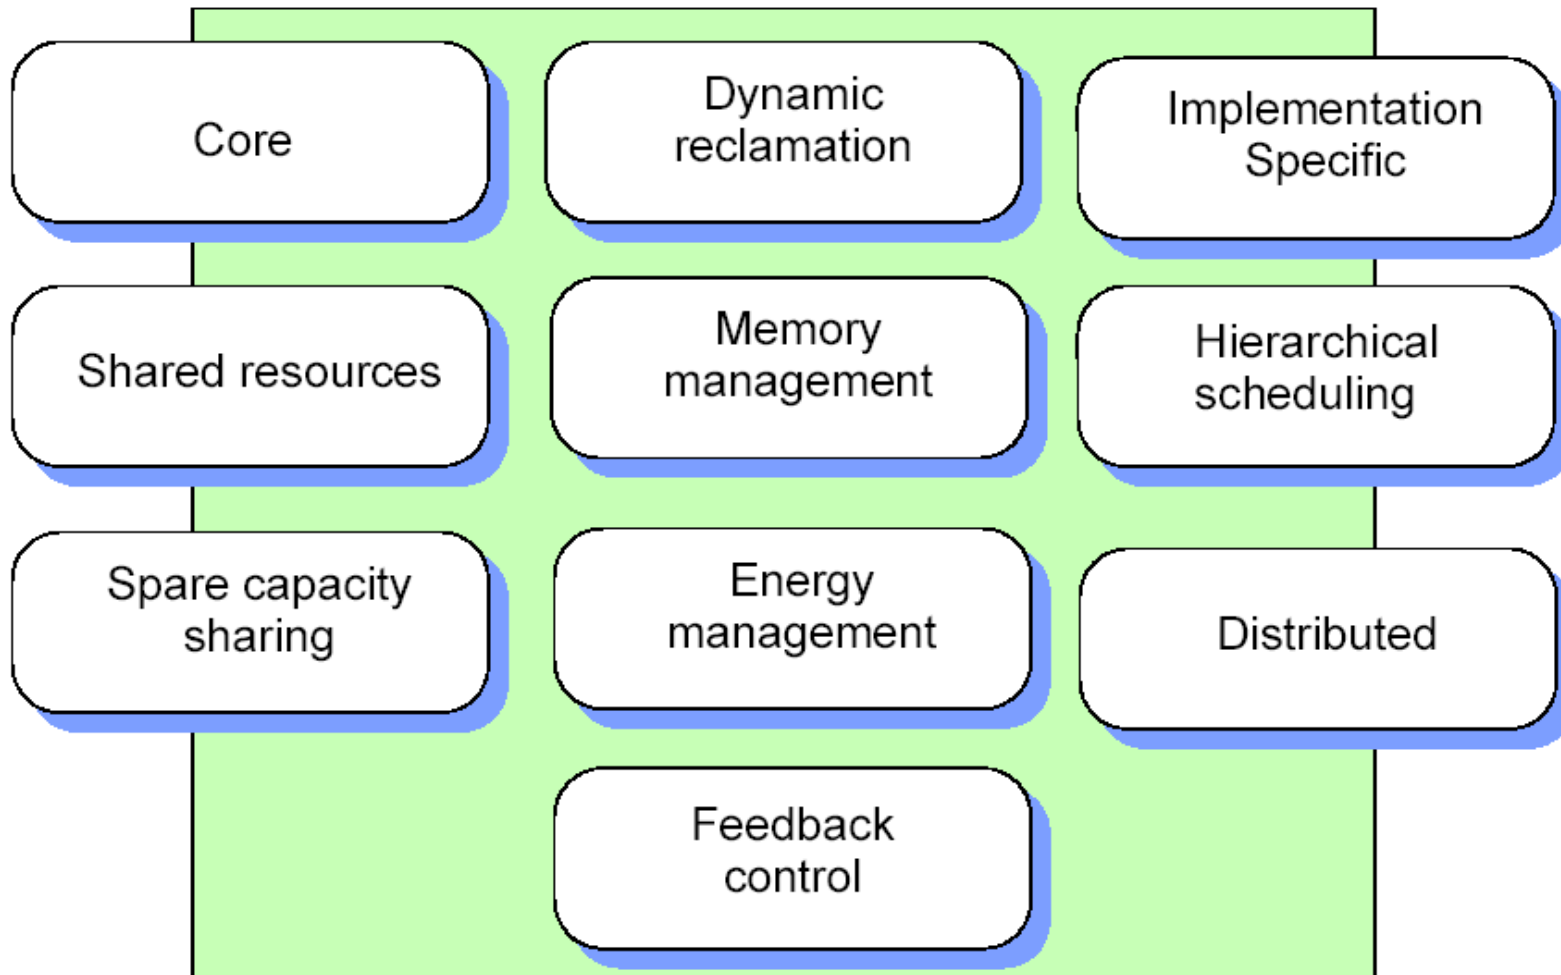 Core
Dynamic
reclamation
Implementation
Specific
Shared resources
Memory
management
Hierarchical
scheduling
Spare capacity
sharing
Energy
management
Distributed
Feedback
control